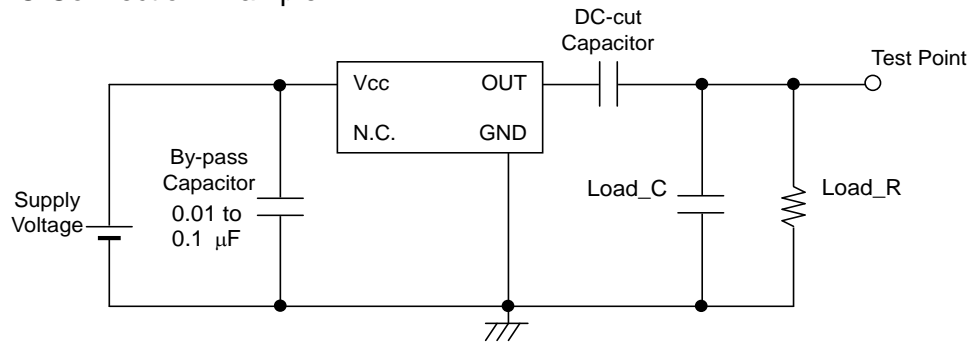 DC-cut
Capacitor
Test Point
Vcc
OUT
N.C.
GND
By-pass
Capacitor
0.01 to
0.1 μF
Supply
Voltage
Load_C
Load_R